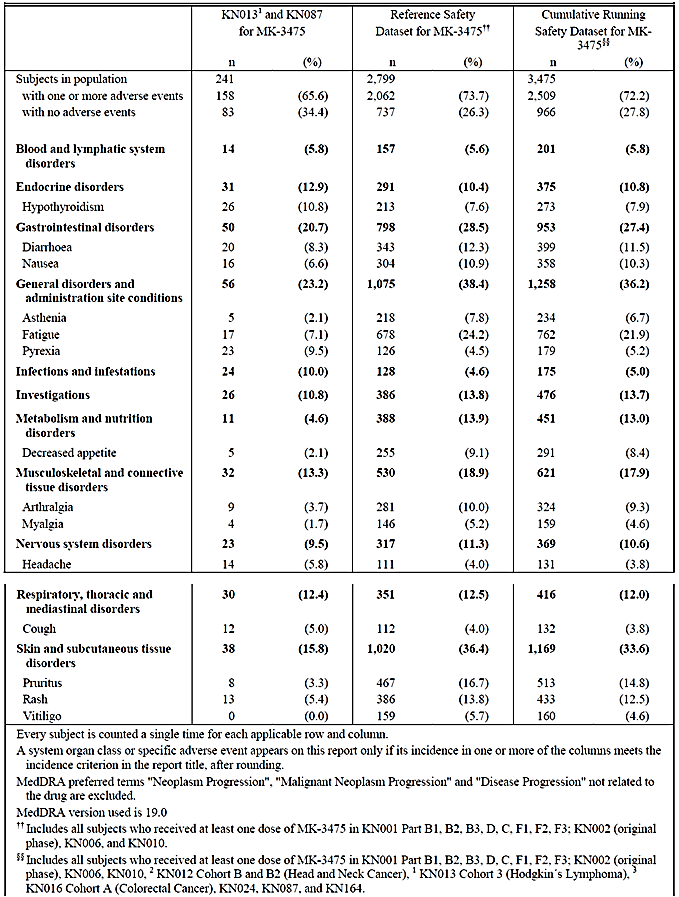 KN013¹ and KN087 for MK-3475 Reference Safety Dataset for MK-3475†† Cumulative Running Safety Dataset for MK-3475§§
n (%) n (%) n (%)
Subjects in population 241 2,799 3,475
with one or more adverse events 158 (65.6) 2,062 (73.7) 2,509 (72.2)
with no adverse events 83 (34.4) 737 (26.3) 966 (27.8)
Blood and lymphatic system disorders 14 (5.8) 157 (5.6) 201 (5.8)
Endocrine disorders 31 (12.9) 291 (10.4) 375 (10.8)
Hypothyroidism 26 (10.8) 213 (7.6) 273 (7.9)
Gastrointestinal disorders 50 (20.7) 798 (28.5) 953 (27.4)
Diarrhoea 20 (8.3) 343 (12.3) 399 (11.5)
Nausea 16 (6.6) 304 (10.9) 358 (10.3)
General disorders and administration site conditions 56 (23.2) 1,075 (38.4) 1,258 (36.2)
Asthenia 5 (2.1) 218 (7.8) 234 (6.7)
Fatigue 17 (7.1) 678 (24.2) 762 (21.9)
Pyrexia 23 (9.5) 126 (4.5) 179 (5.2)
Infections and infestations 24 (10.0) 128 (4.6) 175 (5.0)
Investigations 26 (10.8) 386 (13.8) 476 (13.7)
Metabolism and nutrition disorders 11 (4.6) 388 (13.9) 451 (13.0)
Decreased appetite 5 (2.1) 255 (9.1) 291 (8.4)
Musculoskeletal and connective tissue disorders 32 (13.3) 530 (18.9) 621 (17.9)
Arthralgia 9 (3.7) 281 (10.0) 324 (9.3)
Myalgia 4 (1.7) 146 (5.2) 159 (4.6)
Nervous system disorders 23 (9.5) 317 (11.3) 369 (10.6)
Headache 14 (5.8) 111 (4.0) 131 (3.8)
Respiratory, thoracic and mediastinal disorders 30 (12.4) 351 (12.5) 416 (12.0)
Cough 12 (5.0) 112 (4.0) 132 (3.8)
Skin and subcutaneous tissue disorders 38 (15.8) 1,020 (36.4) 1,169 (33.6)
Pruritus 8 (3.3) 467 (16.7) 513 (14.8)
Rash 13 (5.4) 386 (13.8) 433 (12.5)
Vitiligo 0 (0.0) 159 (5.7) 160 (4.6)
Every subject is counted a single time for each applicable row and column.
A system organ class or specific adverse event appears on this report only if its incidence in one or more of the columns meets the
incidence criterion in the report title, after rounding.
MedDRA preferred terms "Neoplasm Progression", "Malignant Neoplasm Progression" and "Disease Progression" not related to
the drug are excluded.
MedDRA version used is 19.0
†† Includes all subjects who received at least one dose of MK-3475 in KN001 Part B1, B2, B3, D, C, F1, F2, F3; KN002 (original
phase), KN006, and KN010.
§§ Includes all subjects who received at least one dose of MK-3475 in KN001 Part B1, B2, B3, D, C, F1, F2, F3; KN002 (original
phase), KN006, KN010, ² KN012 Cohort B and B2 (Head and Neck Cancer), ¹ KN013 Cohort 3 (Hodgkin´s Lymphoma), ³
KN016 Cohort A (Colorectal Cancer), KN024, KN087, and KN164.